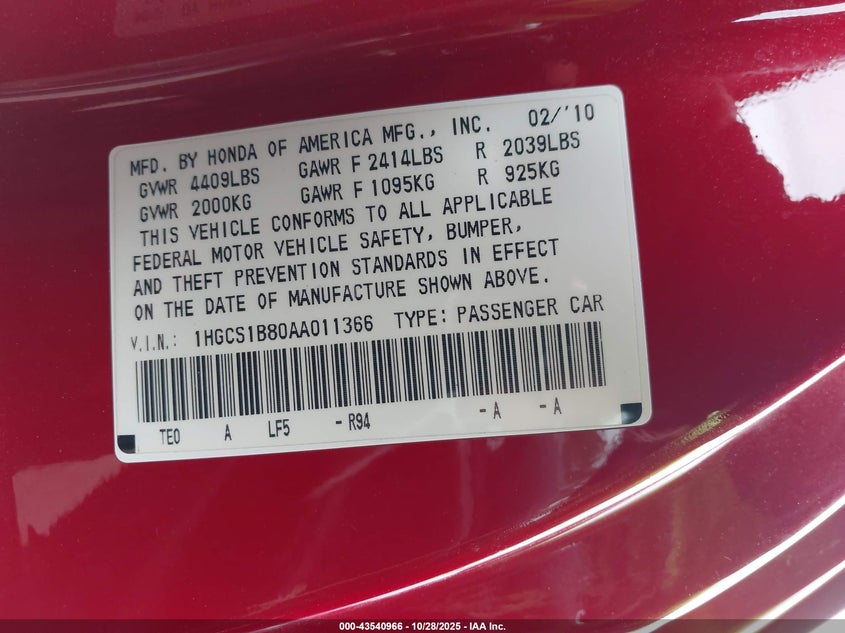 MFD. BY HONDA OF AMERICA MFG., INC. 02/'10
GVWR 4409LBS GAWR F 2414LBS R 2039LBS
GVWR 2000KG GAWR F 1095KG R 925KG
THIS VEHICLE CONFORMS TO ALL APPLICABLE
FEDERAL MOTOR VEHICLE SAFETY, BUMPER,
AND THEFT PREVENTION STANDARDS IN EFFECT
ON THE DATE OF MANUFACTURE SHOWN ABOVE.
V.I.N.: 1HGCS1B80AA011366 TYPE: PASSENGER CAR
TE0 A LF5 -R94 -A -A
000-43540966 - 10/28/2025 - IAA Inc.